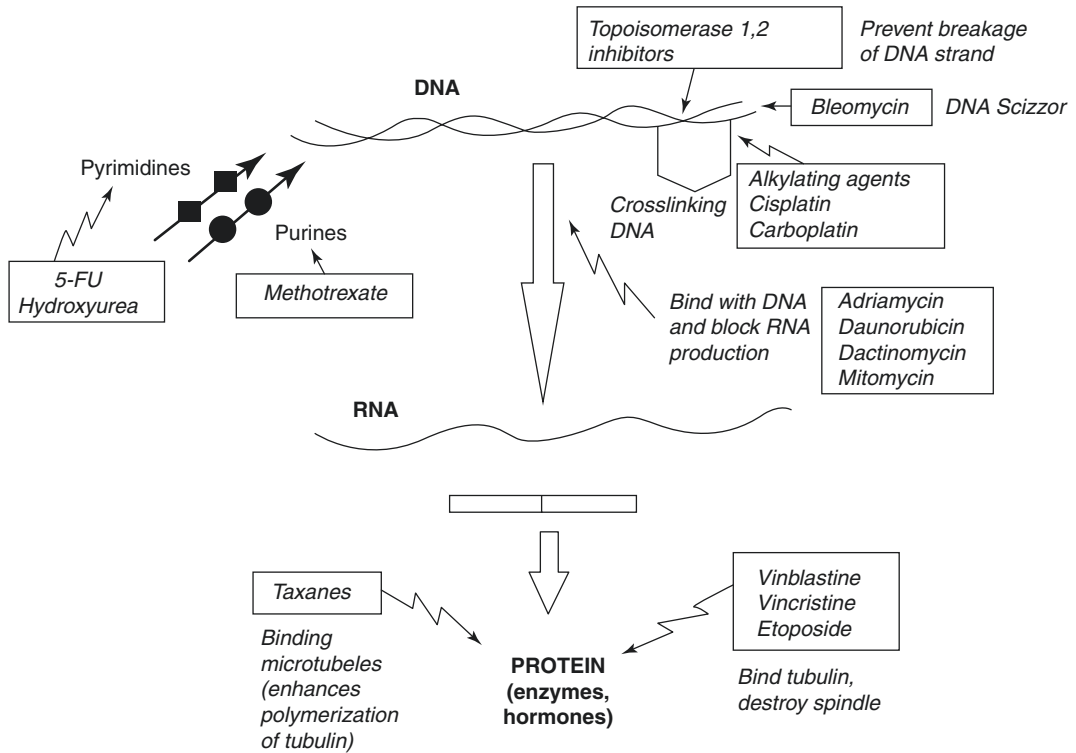 Topoisomerase 1,2
inhibitors
Prevent breakage
of DNA strand
DNA
Bleomycin
DNA Scizzor
Pyrimidines
Alkylating agents
Cisplatin
Carboplatin
Crosslinking
DNA
Purines
5-FU
Hydroxyurea
Methotrexate
Bind with DNA
and block RNA
production
Adriamycin
Daunorubicin
Dactinomycin
Mitomycin
RNA
Taxanes
Binding
microtubeles
(enhances
polymerization
of tubulin)
PROTEIN
(enzymes,
hormones)
Vinblastine
Vincristine
Etoposide
Bind tubulin,
destroy spindle